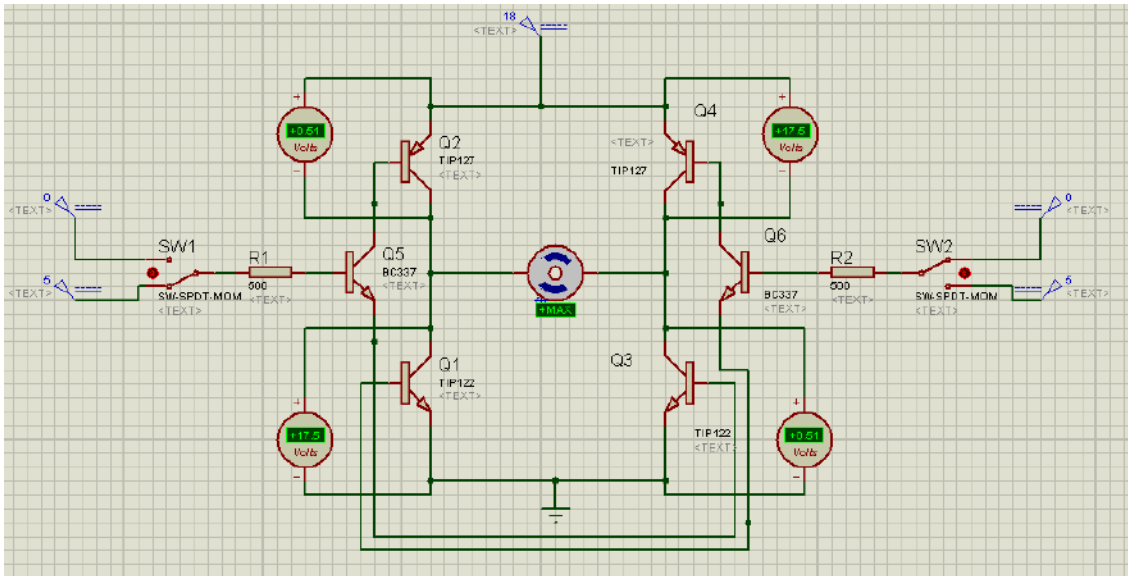 18
<TEXT>
+0.51
Volts
Q2
TIP127
<TEXT>
Q4
<TEXT>
TIP127
+17.5
Volts
0
<TEXT>
SW1
R1
Q5
5
<TEXT>
SW-SPDT-MOM
<TEXT>
500
<TEXT>
BC337
<TEXT>
+MAX
Q6
BC337
<TEXT>
R2
500
<TEXT>
SW2
SW-SPDT-MOM
<TEXT>
0
<TEXT>
5
<TEXT>
Q1
TIP122
<TEXT>
+17.5
Volts
Q3
TIP122
<TEXT>
+0.51
Volts